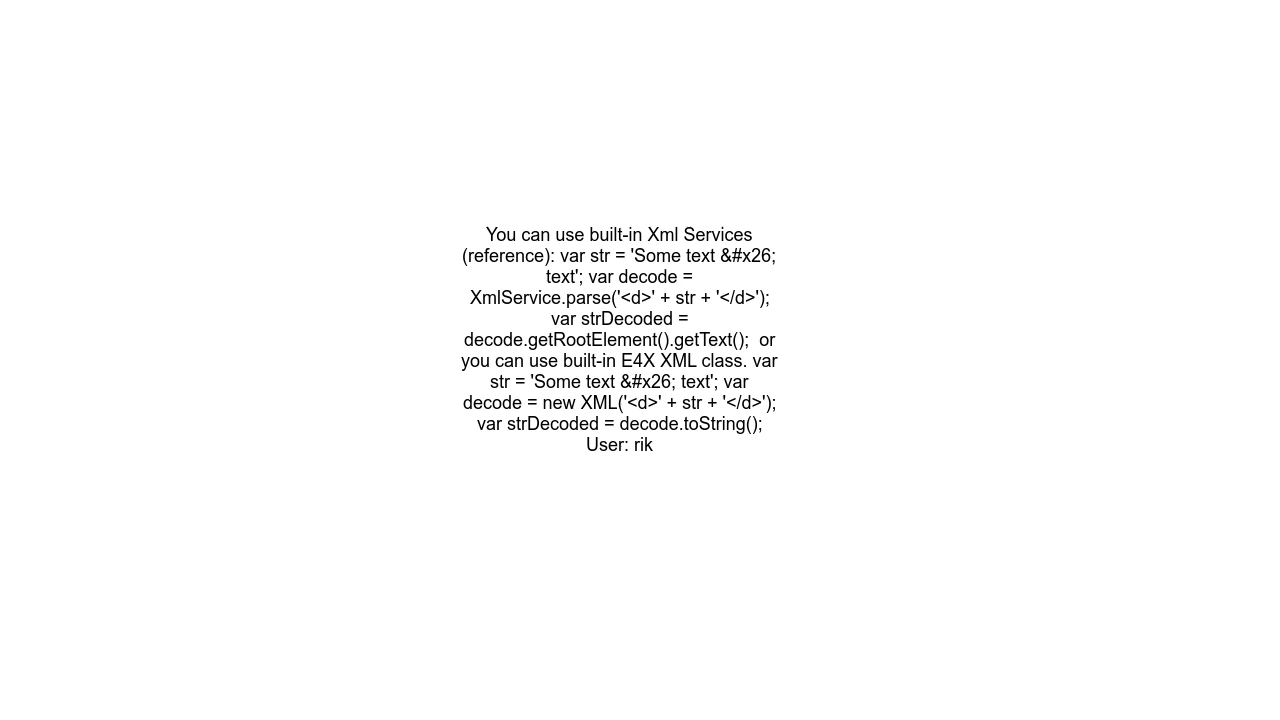 You can use built-in Xml Services
(reference): var str = 'Some text &#x26;
text'; var decode =
XmlService.parse('<d>' + str + '</d>');
var strDecoded =
decode.getRootElement().getText();  or
you can use built-in E4X XML class. var
str = 'Some text &#x26; text'; var
decode = new XML('<d>' + str + '</d>');
var strDecoded = decode.toString();
User: rik